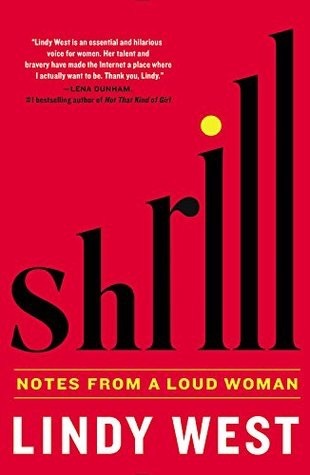 "Lindy West is an essential and hilarious
voice for women. Her talent and
bravery have made the Internet a place where
I actually want to be. Thank you, Lindy."
—LENA DUNHAM,
#1 bestselling author of Not That Kind of Girl
shrill
NOTES FROM A LOUD WOMAN
LINDY WEST